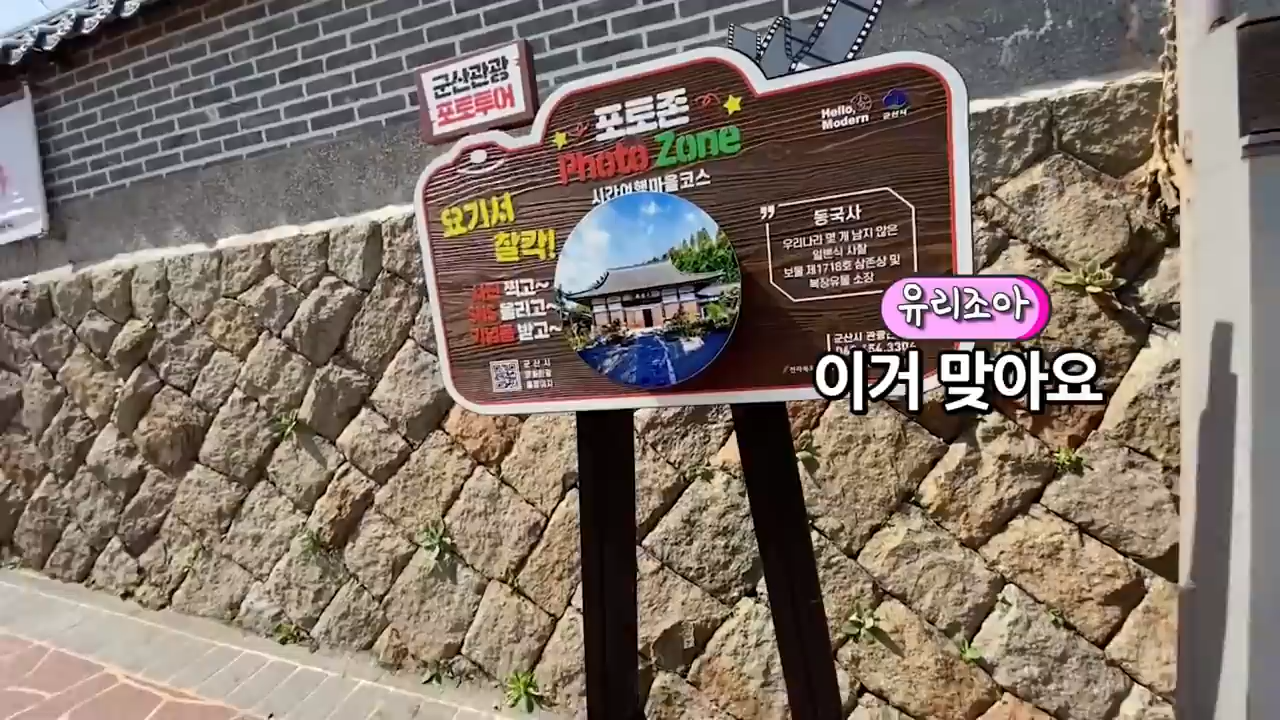 군산관광
포토투어
포토존
Photo Zone
시간여행마을코스
Hello,
Modern
군산시
요기서
찰칵!
찍고~
올리고~
기념품 받고~
동국사
우리나라 몇 개 남지 않은
일본식 사찰
보물 제1718호 삼존상 및
복장유물 소장
군산시
유리조아
이거 맞아요